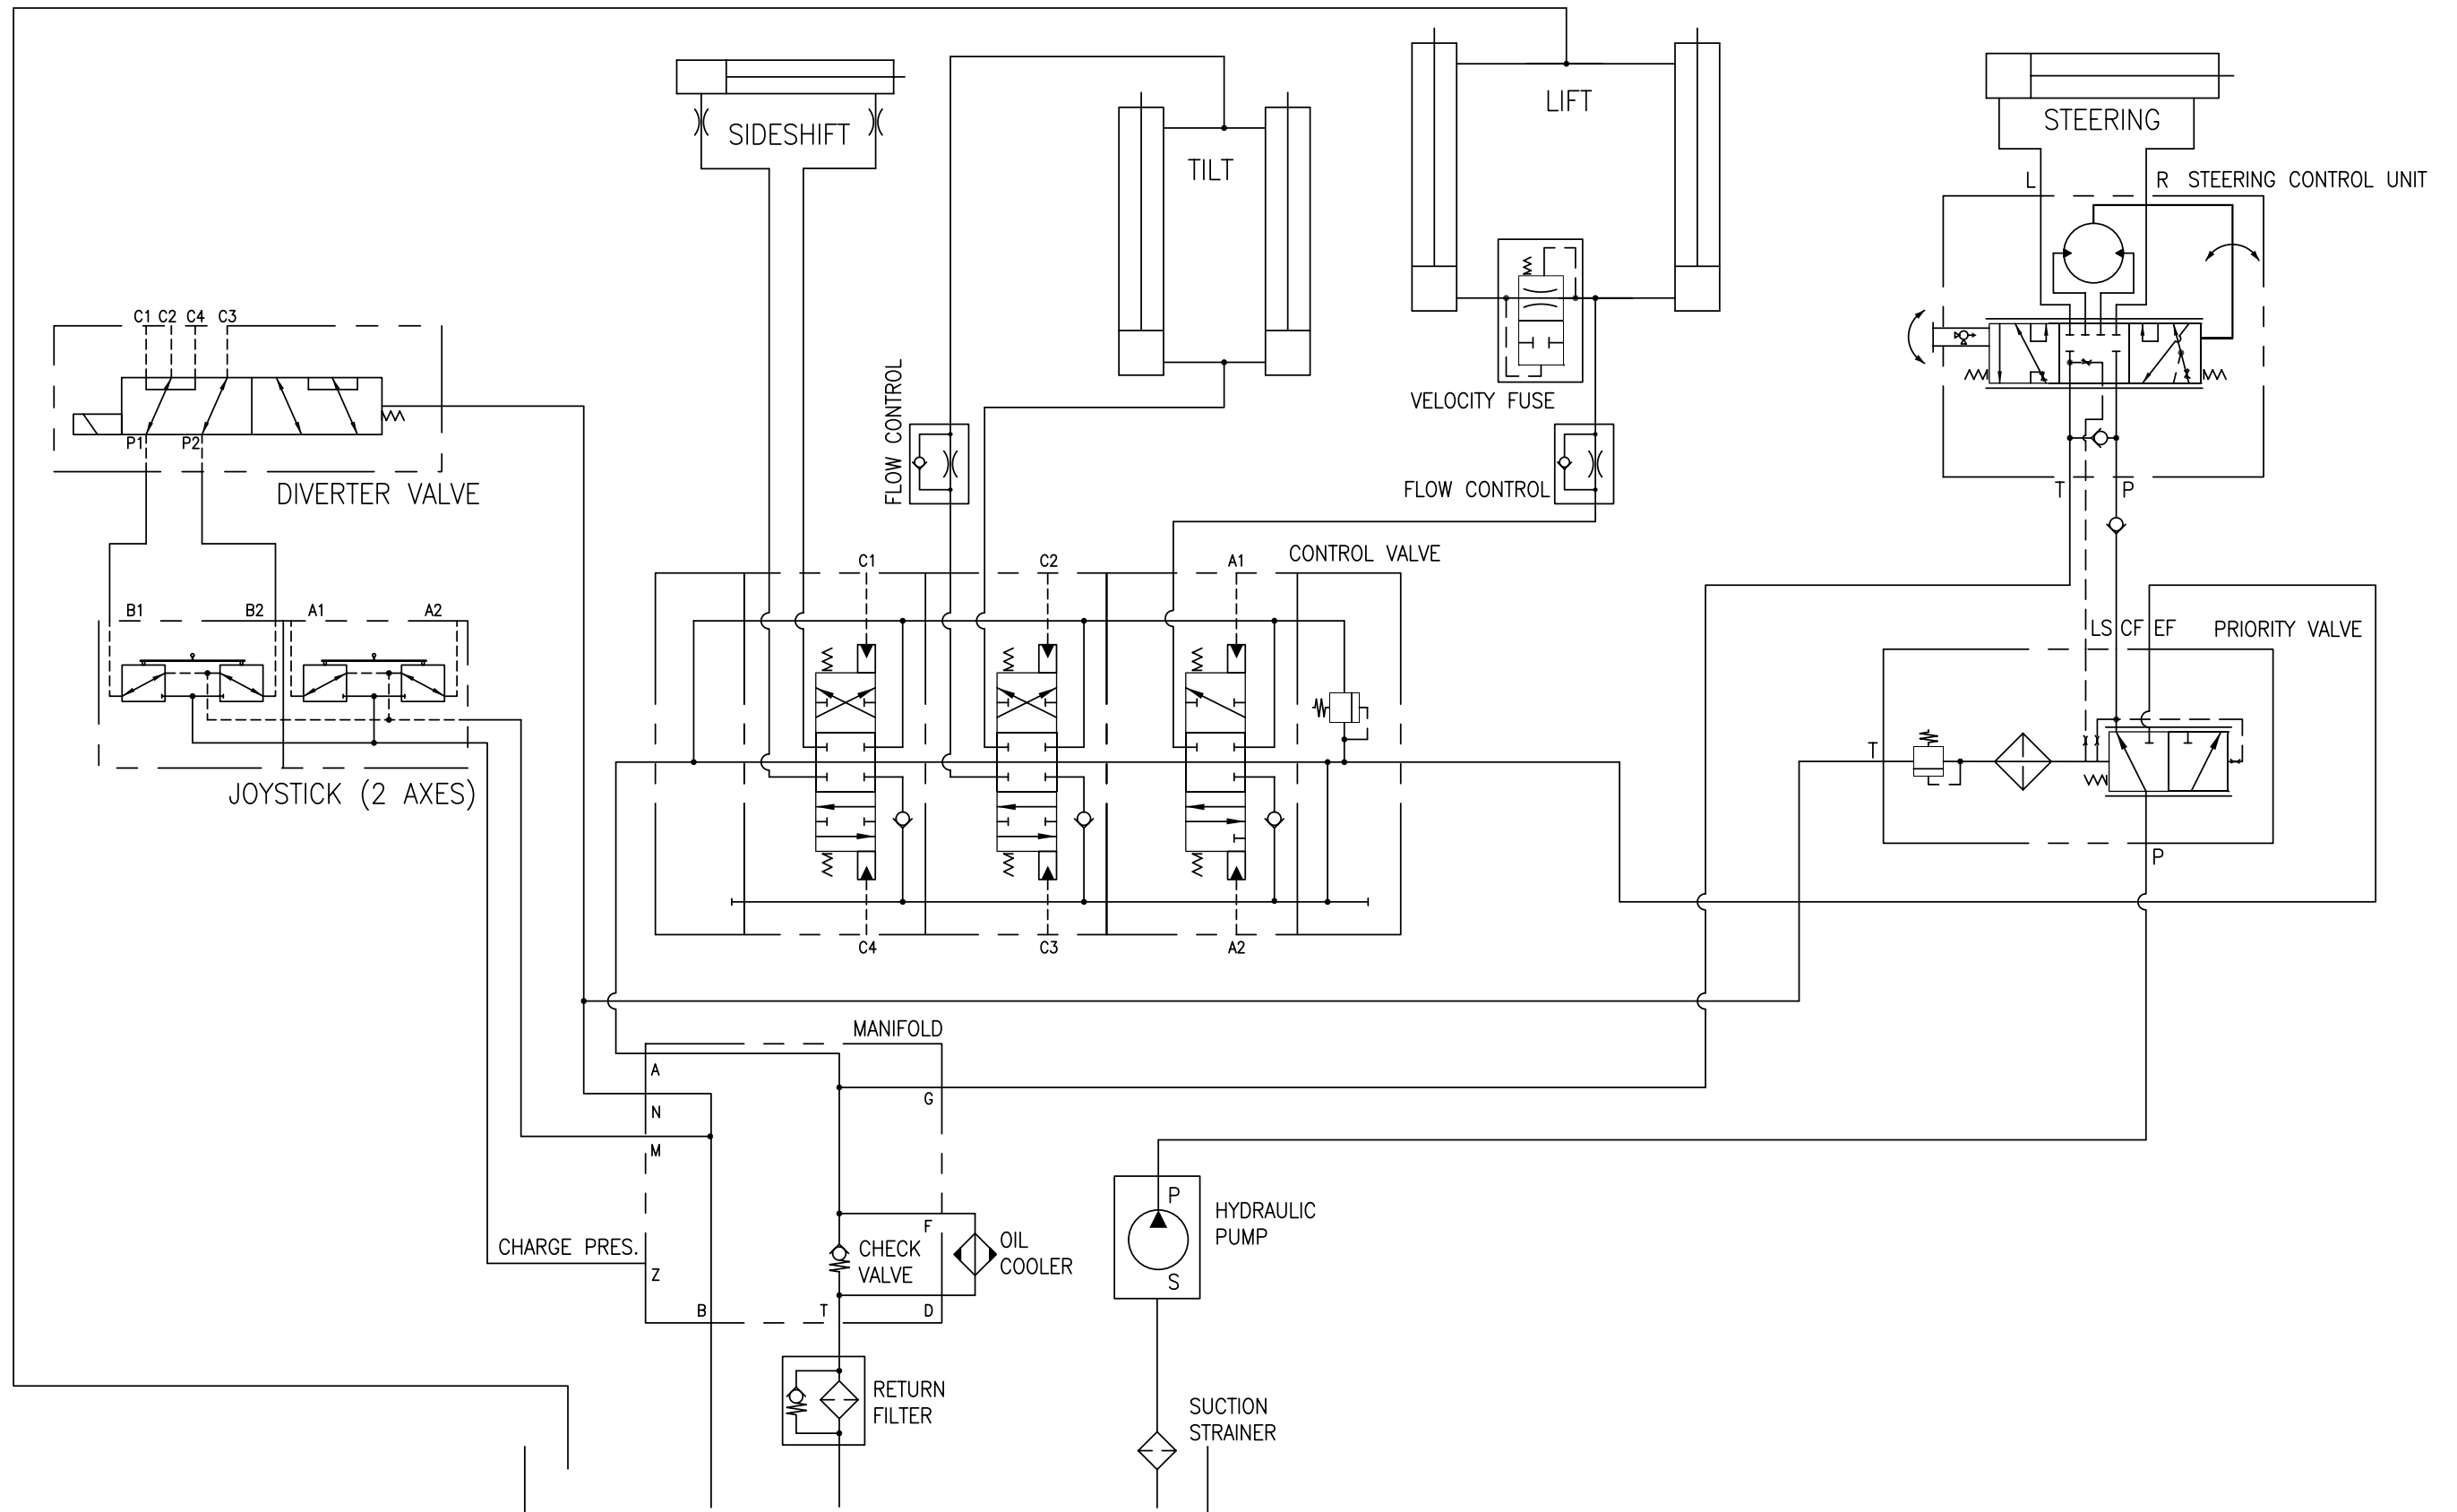 SIDESHIFT
TILT
LIFT
STEERING
L
R
STEERING CONTROL UNIT
C1 C2 C4 C3
P1
P2
DIVERTER VALVE
FLOW CONTROL
VELOCITY FUSE
FLOW CONTROL
T
P
C1
C2
A1
CONTROL VALVE
B1
B2
A1
A2
JOYSTICK (2 AXES)
LS CF EF
PRIORITY VALVE
T
P
C4
C3
A2
MANIFOLD
A
N
M
G
F
CHARGE PRES.
Z
B
T
D
CHECK
VALVE
OIL
COOLER
P
S
HYDRAULIC
PUMP
RETURN
FILTER
SUCTION
STRAINER